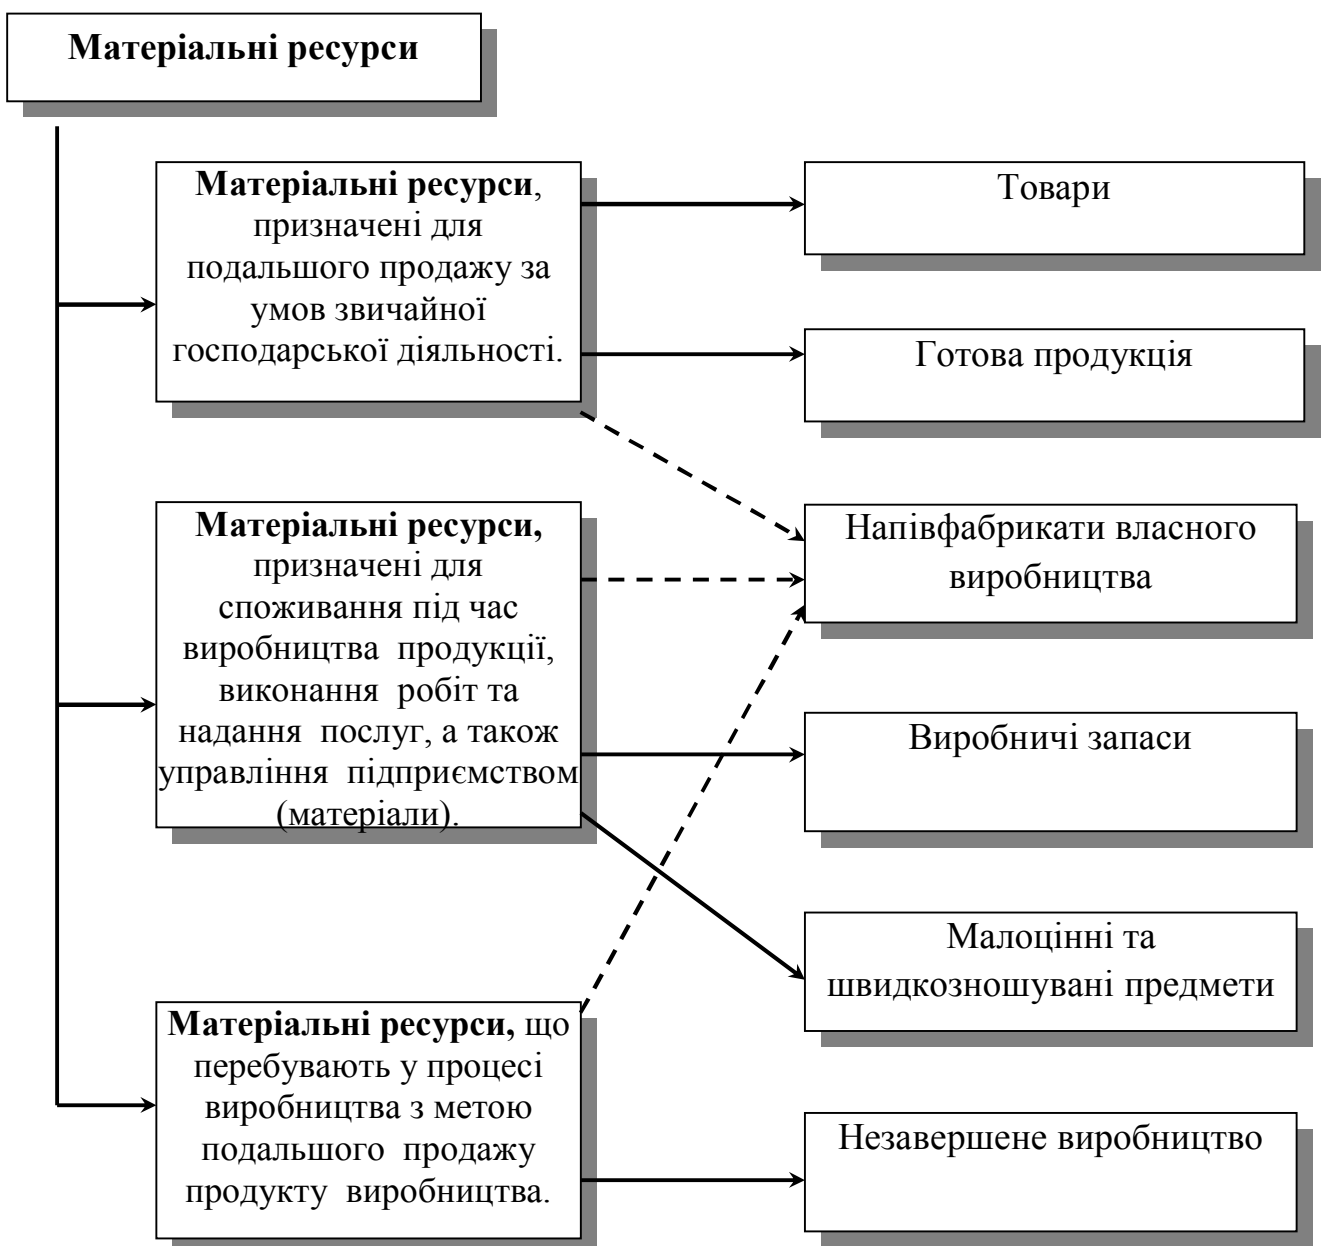 Матеріальні ресурси
Матеріальні ресурси,
призначені для
подальшого продажу за
умов звичайної
господарської діяльності.
Товари
Готова продукція
Матеріальні ресурси,
призначені для
споживання під час
виробництва продукції,
виконання робіт та
надання послуг, а також
управління підприємством
(матеріали).
Напівфабрикати власного
виробництва
Виробничі запаси
Малоцінні та
швидкозношувані предмети
Матеріальні ресурси, що
перебувають у процесі
виробництва з метою
подальшого продажу
продукту виробництва.
Незавершене виробництво